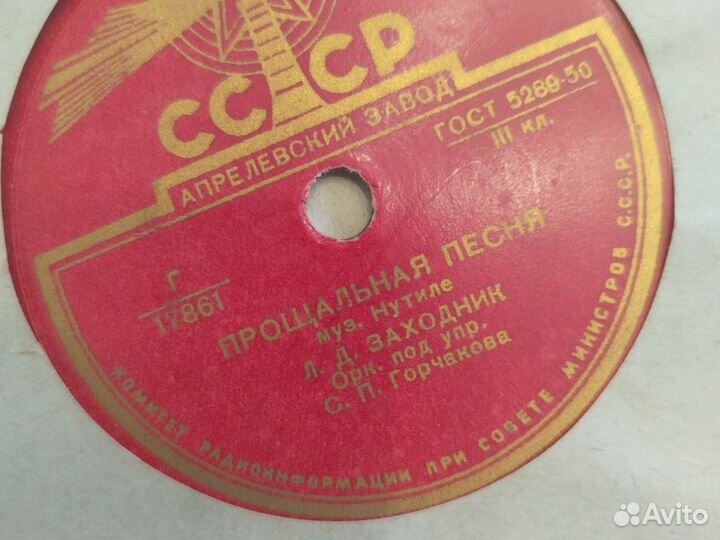 СССР
АПРЕЛЕВСКИЙ ЗАВОД
ГОСТ 5289-50
III кл.
Г
17861
ПРОЩАЛЬНАЯ ПЕСНЯ
муз. Нутиле
Л. Д. ЗАХОДНИК
Орк. под упр.
С. П. Горчакова
КОМИТЕТ РАДИОИНФОРМАЦИИ ПРИ СОВЕТЕ МИНИСТРОВ С.С.С.Р.
Avito